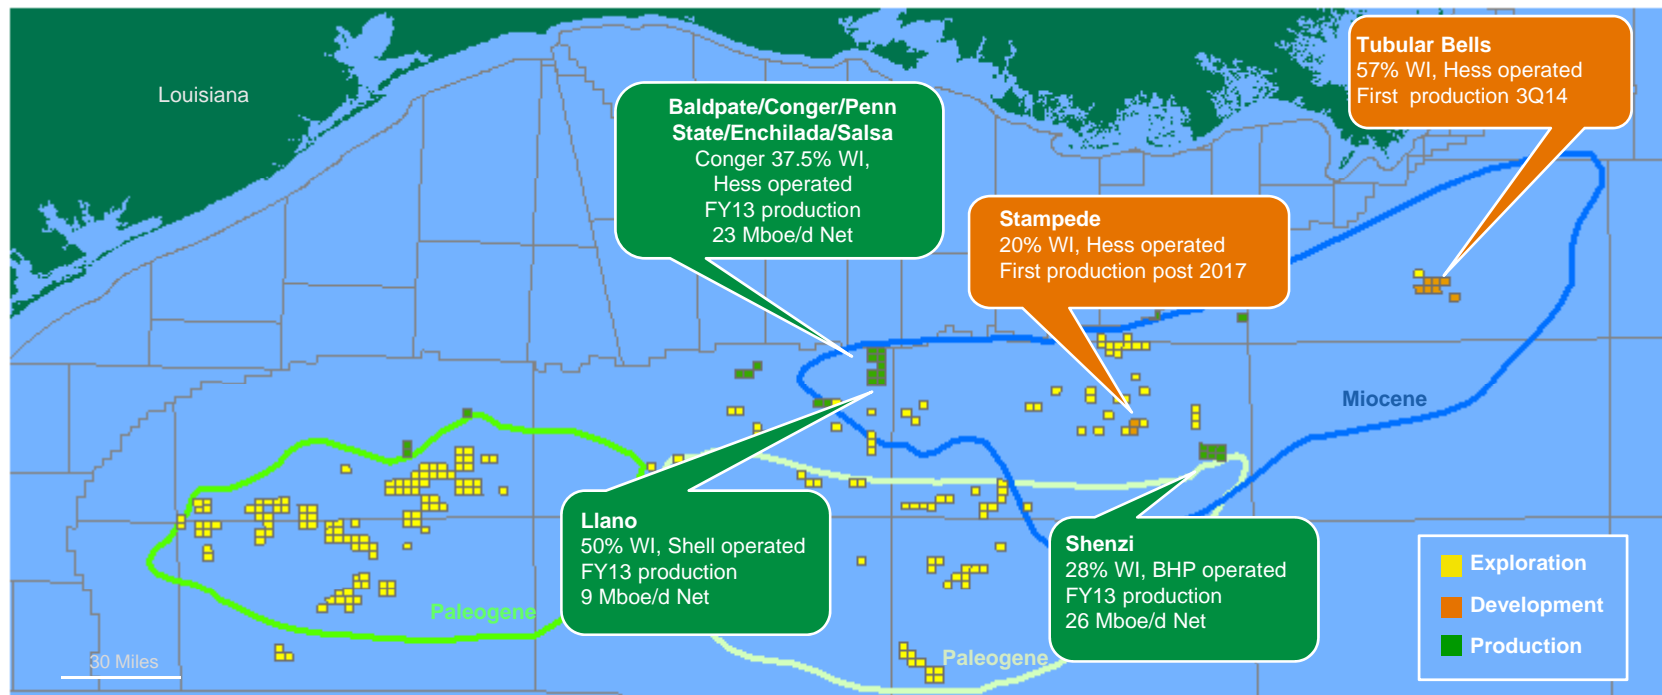 Louisiana
Tubular Bells
57% WI, Hess operated
First production 3Q14
Baldpate/Conger/Penn
State/Enchilada/Salsa
Conger 37.5% WI,
Hess operated
FY13 production
23 Mboe/d Net
Stampede
20% WI, Hess operated
First production post 2017
Miocene
Llano
50% WI, Shell operated
FY13 production
9 Mboe/d Net
Shenzi
28% WI, BHP operated
FY13 production
26 Mboe/d Net
Paleogene
Paleogene
30 Miles
Exploration
Development
Production